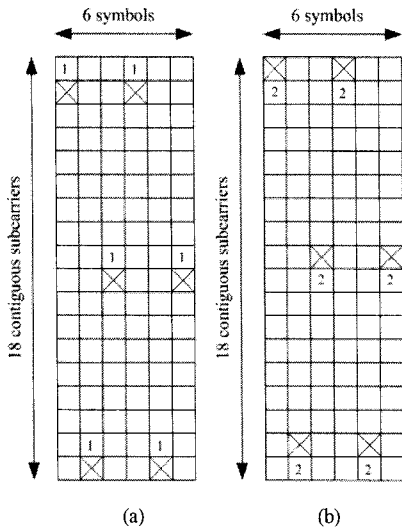 6 symbols
6 symbols
18 contiguous subcarriers
18 contiguous subcarriers
1 1
2 2
1 1
2 2
1 1
2 2
(a)
(b)